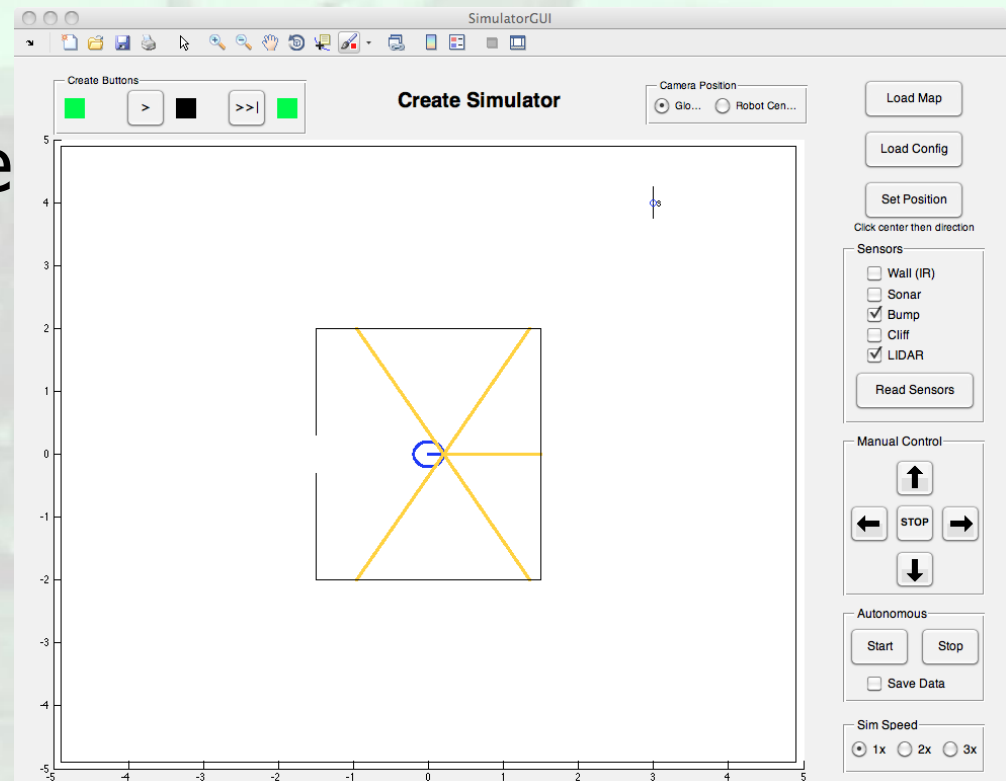 SimulatorGUI
Create Buttons
>
>>|
Create Simulator
Camera Position
Glo...
Robot Cen...
Load Map
Load Config
Set Position
Click center then direction
Sensors
Wall (IR)
Sonar
Bump
Cliff
LIDAR
Read Sensors
Manual Control
STOP
Autonomous
Start
Stop
Save Data
Sim Speed
1x
2x
3x
e
5
4
3
2
1
0
-1
-2
-3
-4
-5
-5
-4
-3
-2
-1
0
1
2
3
4
5